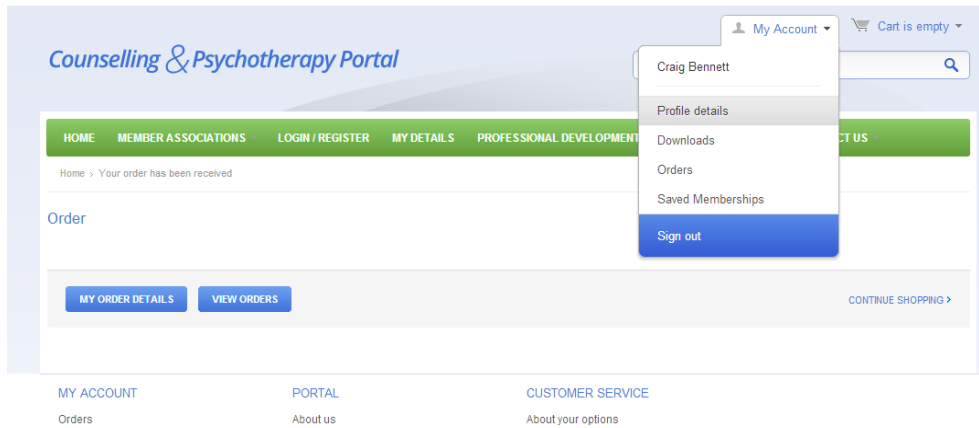 My Account
Cart is empty
Counselling & Psychotherapy Portal
Craig Bennett
Profile details
Downloads
Orders
Saved Memberships
Sign out
HOME MEMBER ASSOCIATIONS LOGIN / REGISTER MY DETAILS PROFESSIONAL DEVELOPMENT CT US
Home › Your order has been received
Order
MY ORDER DETAILS VIEW ORDERS CONTINUE SHOPPING ›
MY ACCOUNT PORTAL CUSTOMER SERVICE
Orders About us About your options